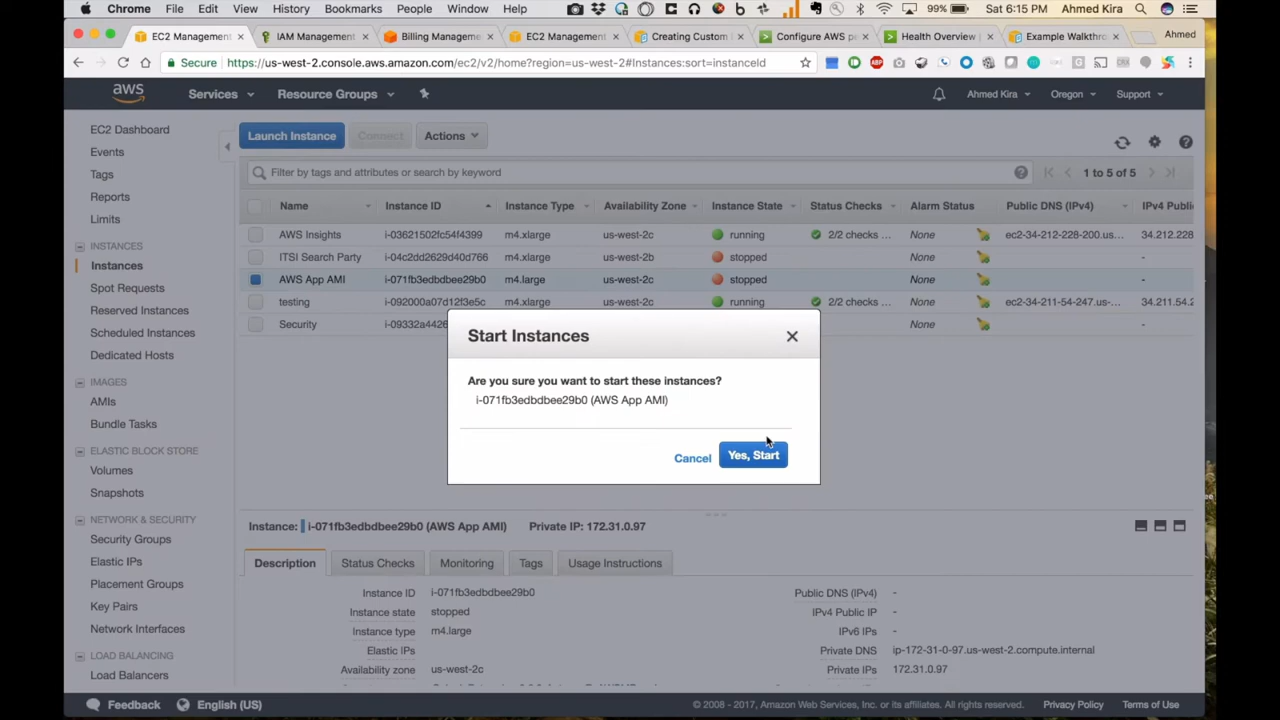 Chrome File Edit View History Bookmarks People Window Help 99% Sat 6:15 PM Ahmed Kira
EC2 Management IAM Management Billing Manageme EC2 Management Creating Custom Configure AWS p Health Overview Example Walkthro Ahmed
Secure https://us-west-2.console.aws.amazon.com/ec2/v2/home?region=us-west-2#Instances:sort=instanceId
aws Services Resource Groups Ahmed Kira Oregon Support
EC2 Dashboard
Events
Tags
Reports
Limits
INSTANCES
Instances
Spot Requests
Reserved Instances
Scheduled Instances
Dedicated Hosts
IMAGES
AMIs
Bundle Tasks
ELASTIC BLOCK STORE
Volumes
Snapshots
NETWORK & SECURITY
Security Groups
Elastic IPs
Placement Groups
Key Pairs
Network Interfaces
LOAD BALANCING
Load Balancers
Launch Instance Connect Actions
Filter by tags and attributes or search by keyword 1 to 5 of 5
Name Instance ID Instance Type Availability Zone Instance State Status Checks Alarm Status Public DNS (IPv4) IPv4 Publi
AWS Insights i-03621502fc54f4399 m4.xlarge us-west-2c running 2/2 checks ... None ec2-34-212-228-200.us... 34.212.228
ITSI Search Party i-04c2dd2629d760466 m4.xlarge us-west-2b stopped None -
AWS App AMI i-071fb3edbdbee29b0 m4.large us-west-2c stopped None -
testing i-092000a07d12f3e5c m4.xlarge us-west-2c running 2/2 checks ... None ec2-34-211-54-247.us-... 34.211.54.2
Security i-09332a4426 None -
Start Instances
Are you sure you want to start these instances?
i-071fb3edbdbee29b0 (AWS App AMI)
Cancel Yes, Start
Instance: i-071fb3edbdbee29b0 (AWS App AMI) Private IP: 172.31.0.97
Description Status Checks Monitoring Tags Usage Instructions
Instance ID i-071fb3edbdbee29b0 Public DNS (IPv4) -
Instance state stopped IPv4 Public IP -
Instance type m4.large IPv6 IPs -
Elastic IPs Private DNS ip-172-31-0-97.us-west-2.compute.internal
Availability zone us-west-2c Private IPs 172.31.0.97
Feedback English (US) © 2008 - 2017, Amazon Web Services, Inc. or its affiliates. All rights reserved. Privacy Policy Terms of Use